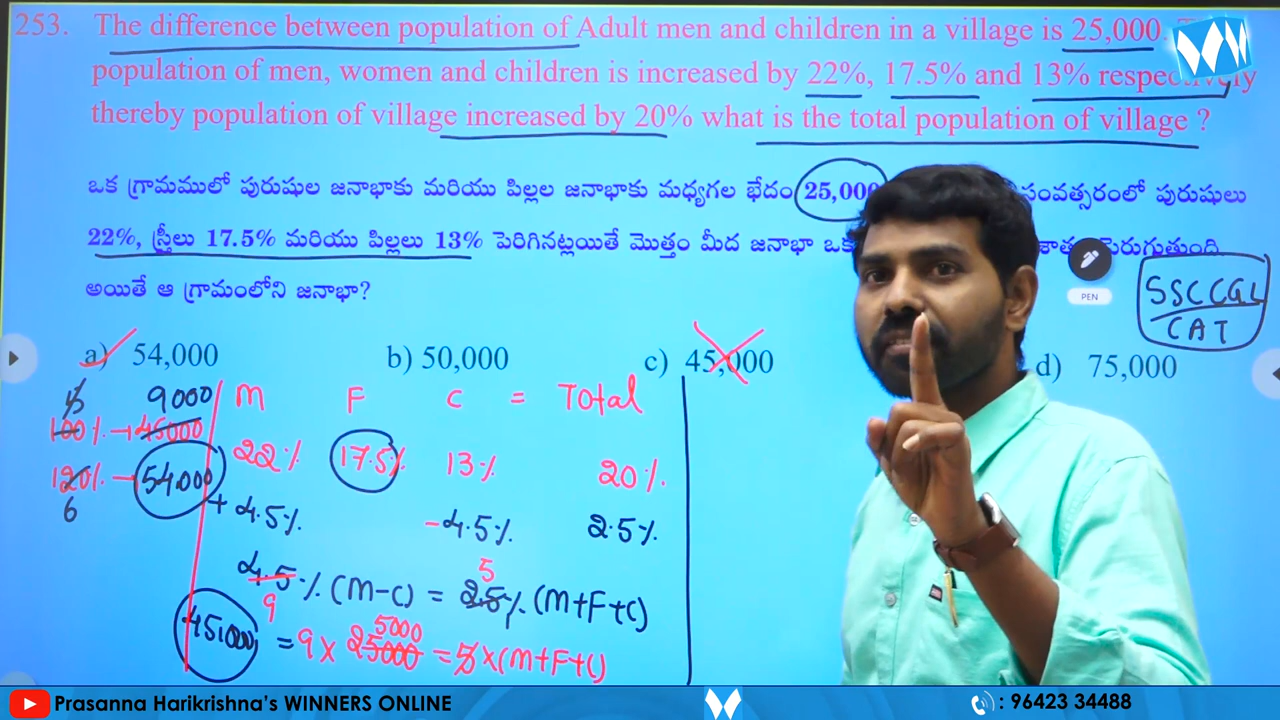 253. The difference between population of Adult men and children in a village is 25,000.
population of men, women and children is increased by 22%, 17.5% and 13% respectively
thereby population of village increased by 20% what is the total population of village ?
ఒక గ్రామములో పురుషుల జనాభాకు మరియు పిల్లల జనాభాకు మధ్యగల భేదం 25,000 సంవత్సరంలో పురుషులు
22%, స్త్రీలు 17.5% మరియు పిల్లలు 13% పెరిగినట్లయితే మొత్తం మీద జనాభా పెరుగుతుంది.
అయితే ఆ గ్రామంలోని జనాభా?
PEN
SSC CGL
CAT
a) 54,000 b) 50,000 c) 45,000 d) 75,000
5 9000 M F C = Total
100% → 45000
22% 17.5% 13% 20%
120% → 54000
6
+ 4.5% - 4.5% 2.5%
4.5% (M-C) = 2.5% (M+F+C)
9 5
45000 = 9 × 25000 = 5 × (M+F+C)
5000
Prasanna Harikrishna's WINNERS ONLINE : 96423 34488